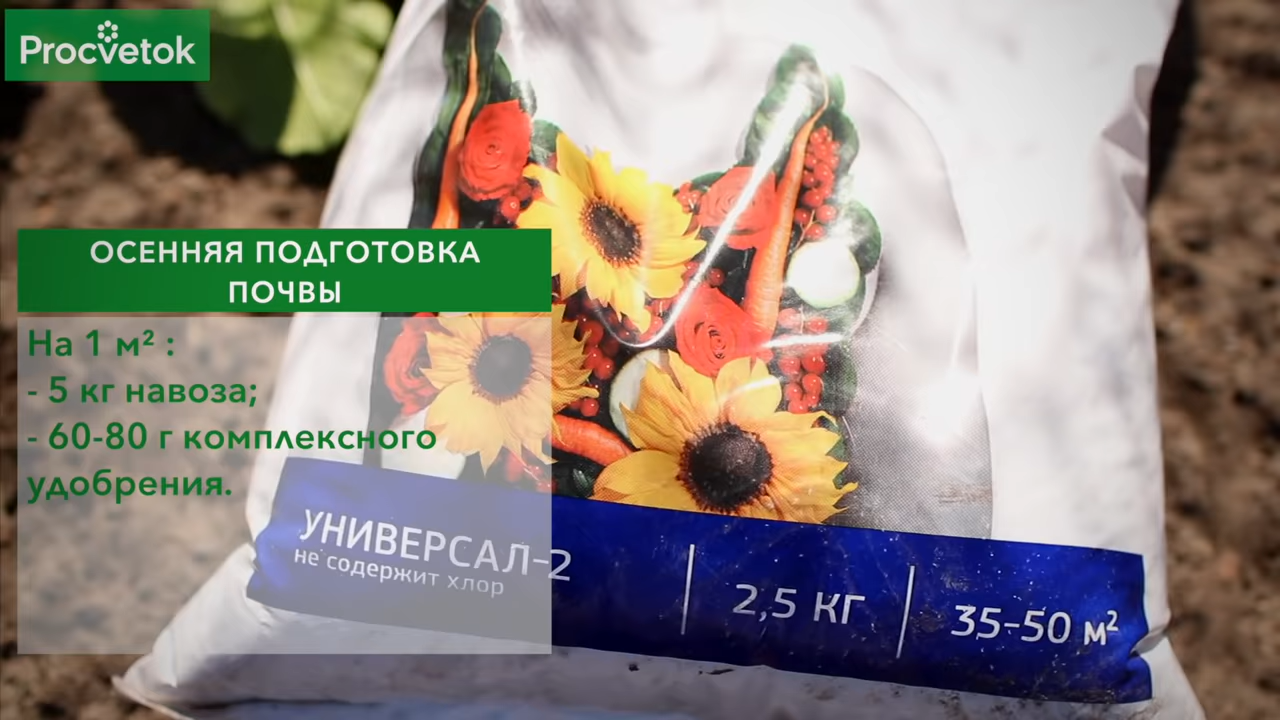 Procvetok
ОСЕННЯЯ ПОДГОТОВКА
ПОЧВЫ
На 1 м² :
- 5 кг навоза;
- 60-80 г комплексного
удобрения.
УНИВЕРСАЛ-2
не содержит хлор
2,5 КГ
35-50 м²